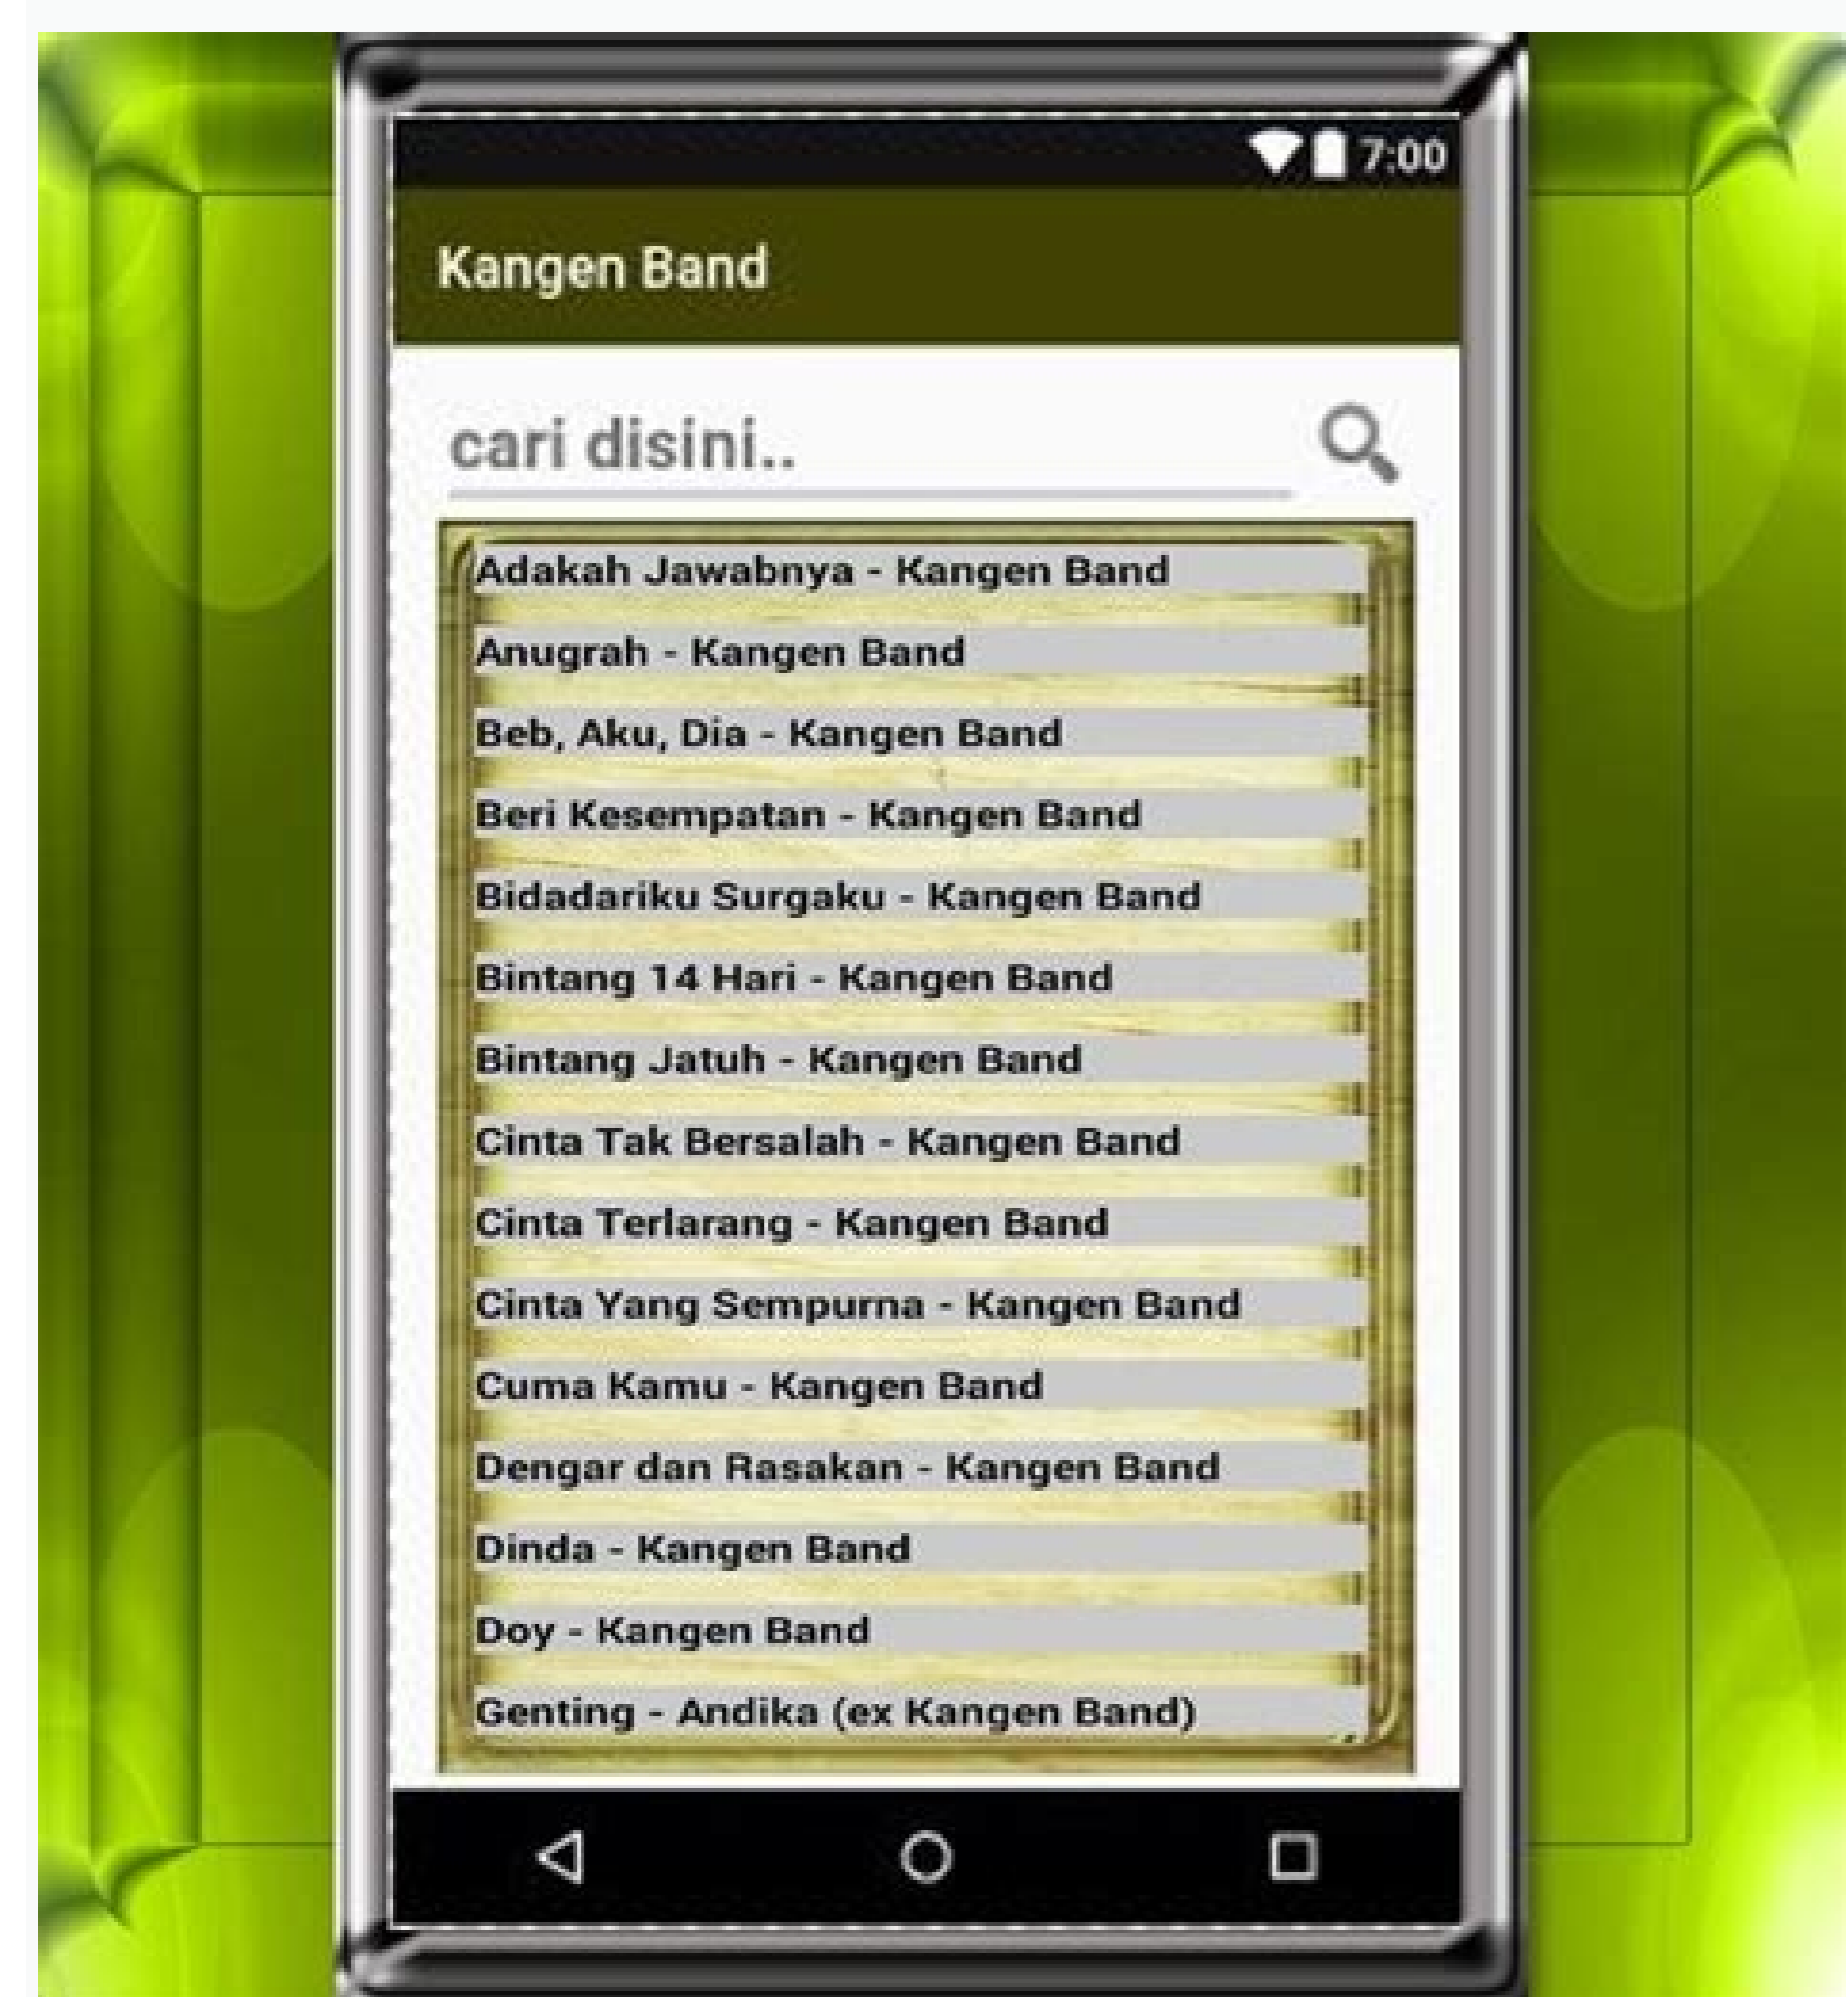 7:00
Kangen Band
cari disini..
Adakah Jawabnya - Kangen Band
Anugrah - Kangen Band
Beb, Aku, Dia - Kangen Band
Beri Kesempatan - Kangen Band
Bidadariku Surgaku - Kangen Band
Bintang 14 Hari - Kangen Band
Bintang Jatuh - Kangen Band
Cinta Tak Bersalah - Kangen Band
Cinta Terlarang - Kangen Band
Cinta Yang Sempurna - Kangen Band
Cuma Kamu - Kangen Band
Dengar dan Rasakan - Kangen Band
Dinda - Kangen Band
Doy - Kangen Band
Genting - Andika (ex Kangen Band)